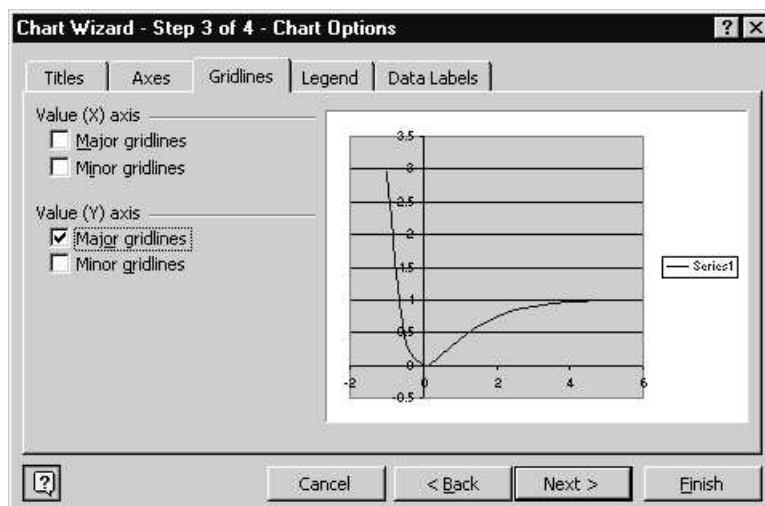 Chart Wizard - Step 3 of 4 - Chart Options
Titles Axes Gridlines Legend Data Labels
Value (X) axis
Major gridlines
Minor gridlines
Value (Y) axis
Major gridlines
Minor gridlines
3.5
3
2.5
2
1.5
1
0.5
0
-0.5
-2 0 2 4 6
Series1
Cancel < Back Next > Finish